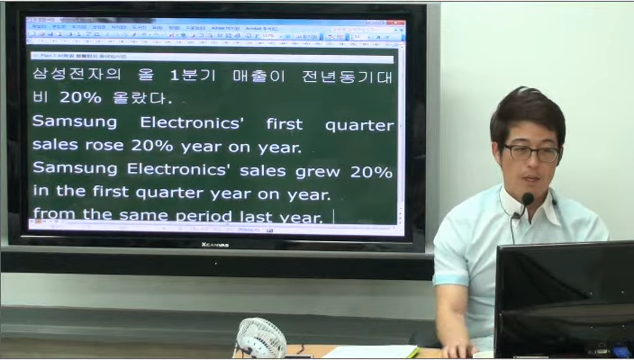 삼성전자의 올 1분기 매출이 전년동기대
비 20% 올랐다.
Samsung Electronics' first quarter
sales rose 20% year on year.
Samsung Electronics' sales grew 20%
in the first quarter year on year.
from the same period last year.
XCANVAS